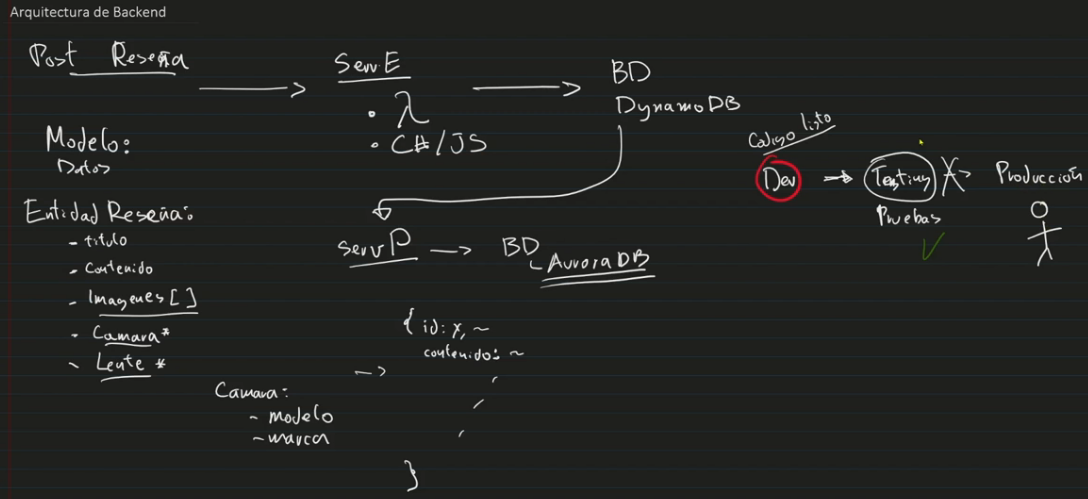 Arquitectura de Backend
Post Reseña
Serv E
BD
• λ
DynamoDB
• C#/JS
Modelo:
Datos
Codigo listo
Dev
Testing
Producción
Pruebas
Entidad Reseña:
- titulo
- Contenido
- Imagenes []
- Camara *
- Lente *
Serv P
BD
AuroraDB
{ id: x, ~
contenido: ~
}
Camara:
- modelo
- marca